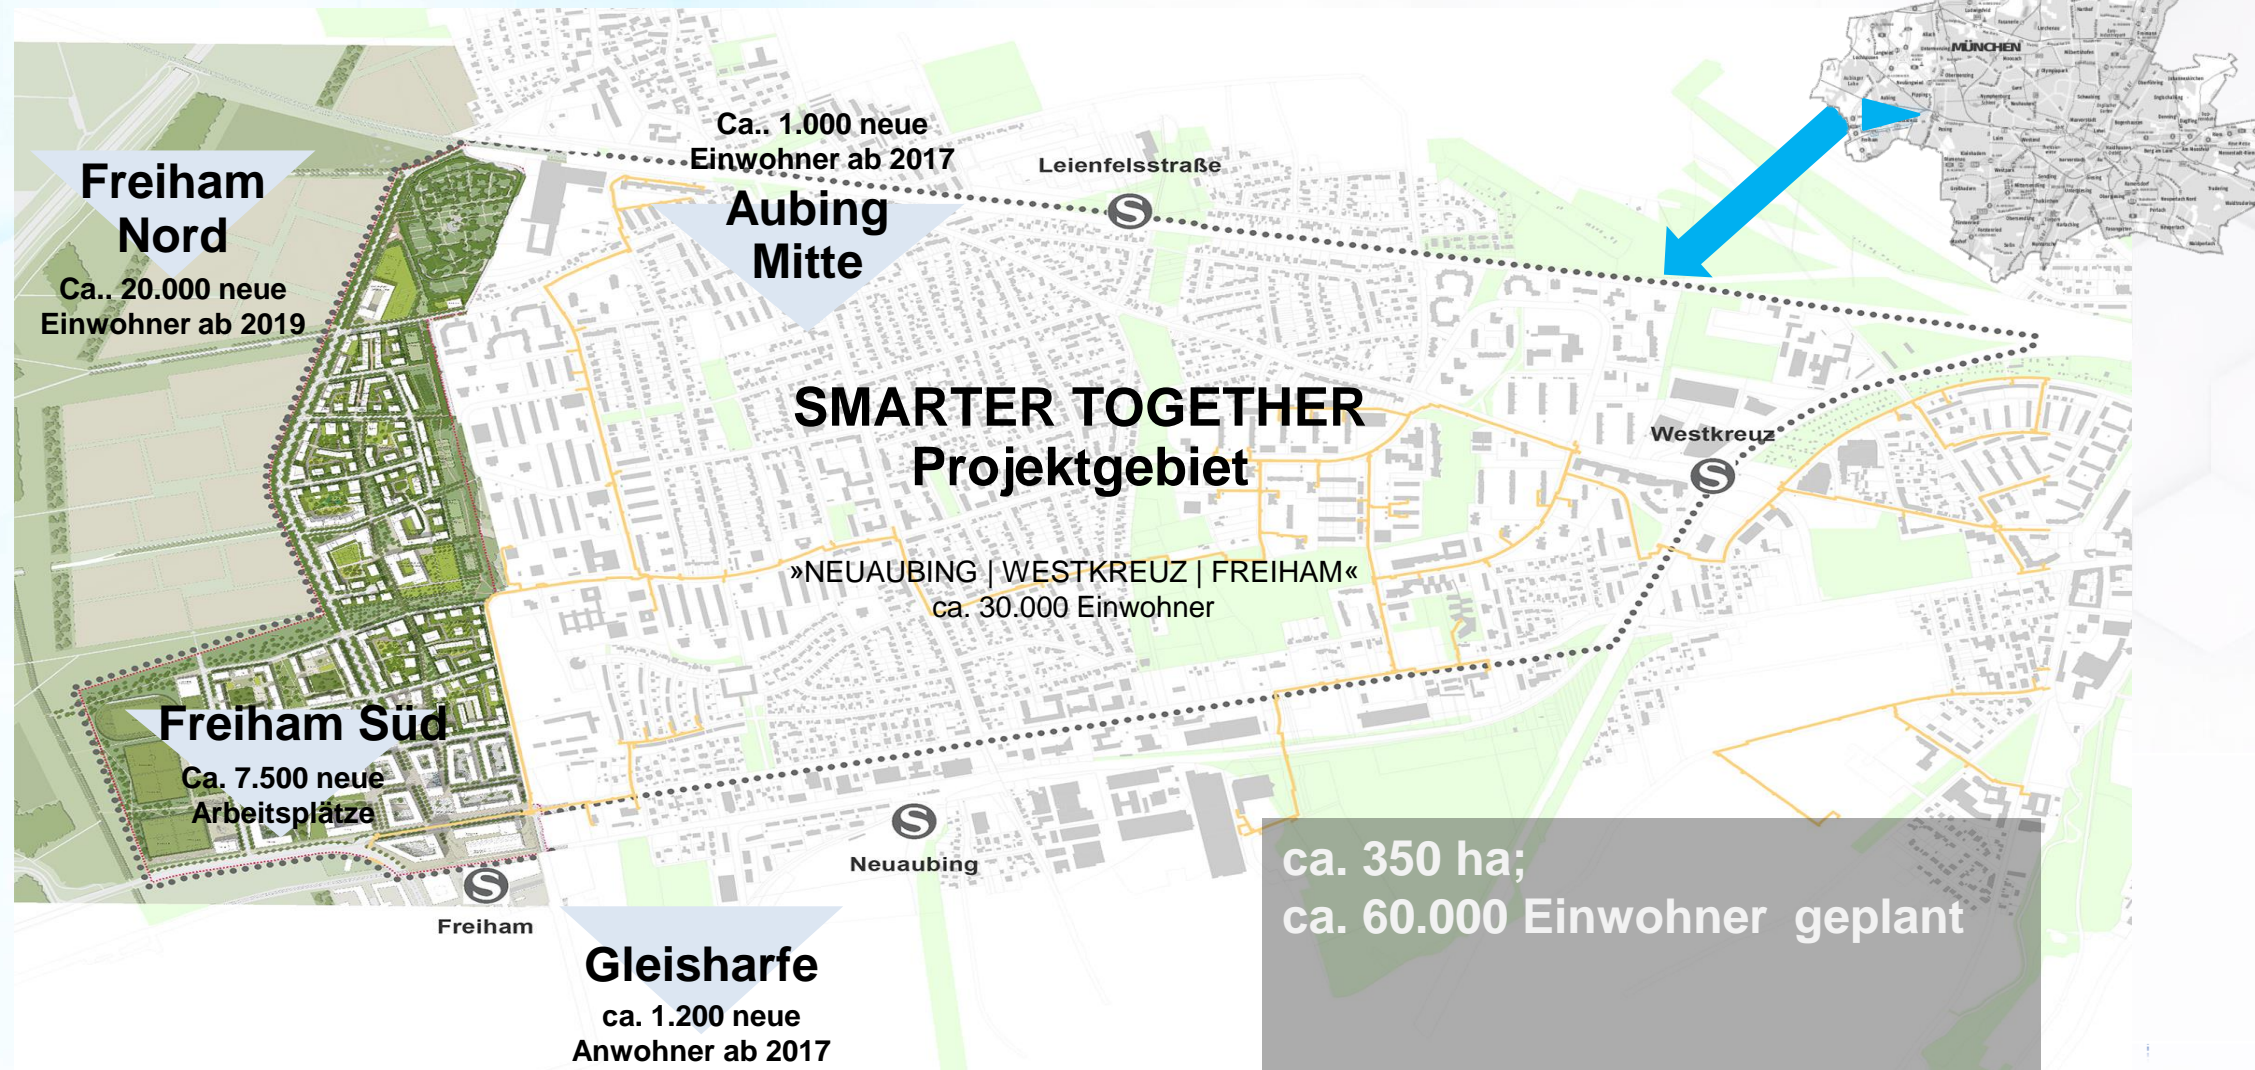 MÜNCHEN
Ca.. 1.000 neue
Einwohner ab 2017
Aubing
Mitte
Leienfelsstraße
S
Freiham
Nord
Ca.. 20.000 neue
Einwohner ab 2019
SMARTER TOGETHER
Projektgebiet
»NEUAUBING | WESTKREUZ | FREIHAM«
ca. 30.000 Einwohner
Westkreuz
S
Freiham Süd
Ca. 7.500 neue
Arbeitsplätze
S
Neuaubing
S
Freiham
Gleisharfe
ca. 1.200 neue
Anwohner ab 2017
ca. 350 ha;
ca. 60.000 Einwohner geplant